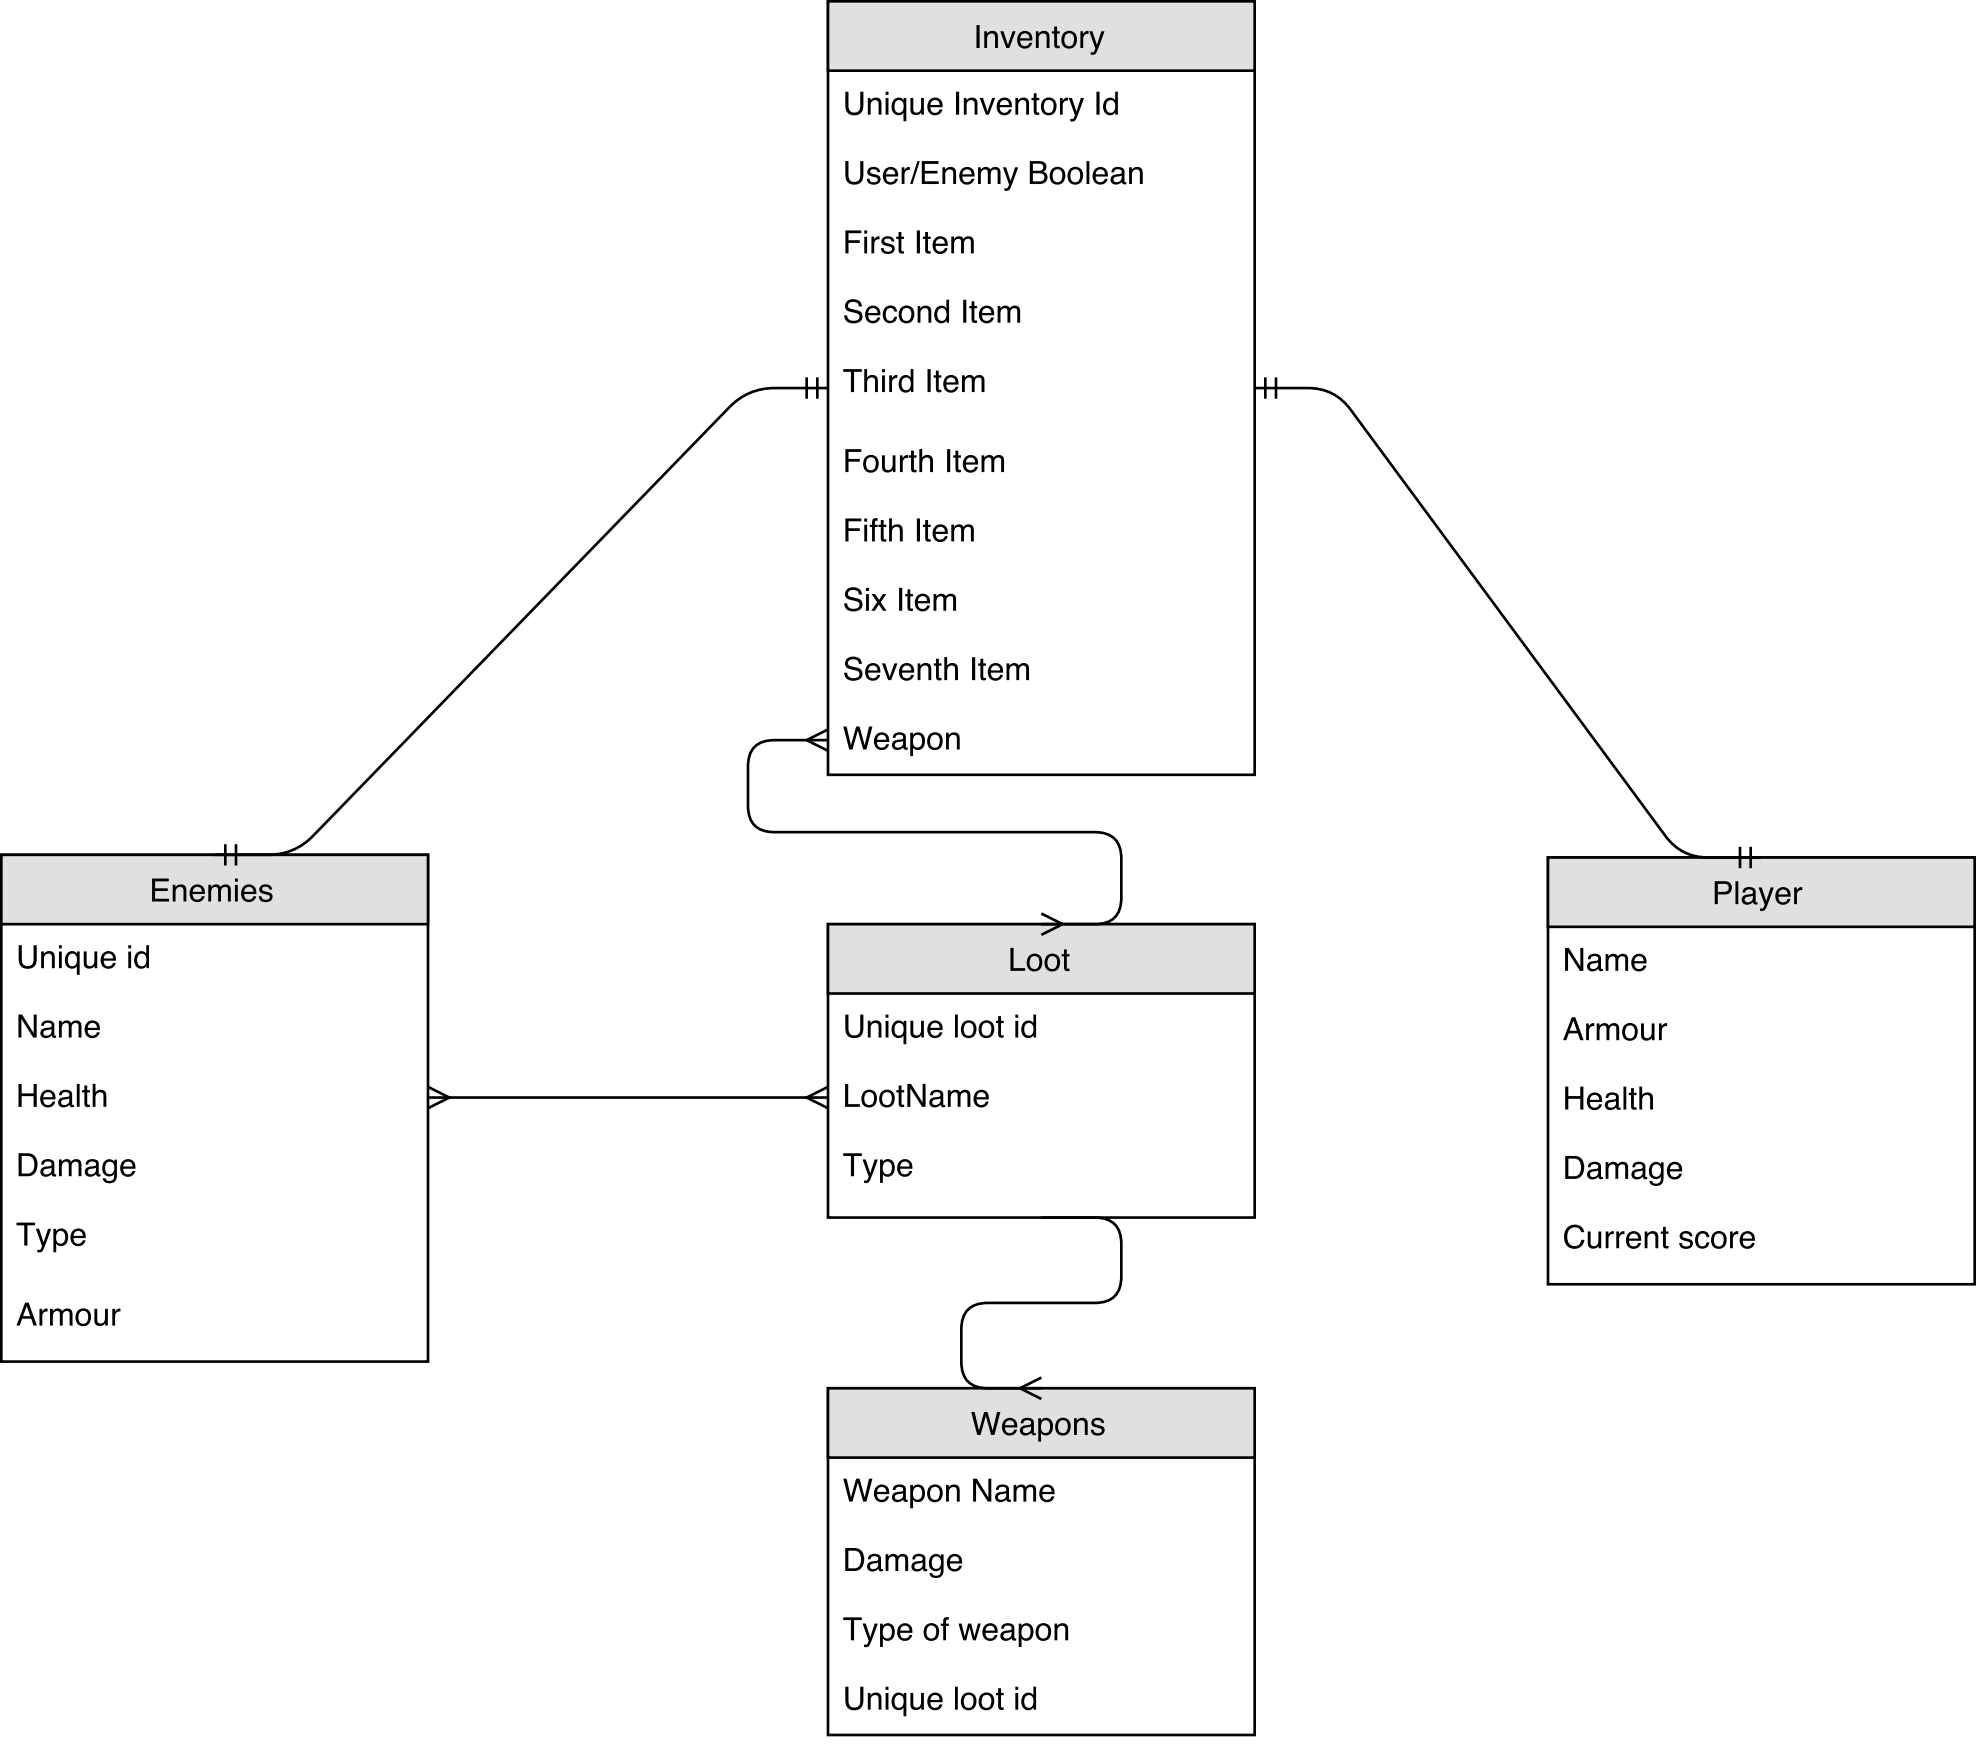 Inventory
Unique Inventory Id
User/Enemy Boolean
First Item
Second Item
Third Item
Fourth Item
Fifth Item
Six Item
Seventh Item
Weapon
Enemies
Unique id
Name
Health
Damage
Type
Armour
Loot
Unique loot id
LootName
Type
Player
Name
Armour
Health
Damage
Current score
Weapons
Weapon Name
Damage
Type of weapon
Unique loot id